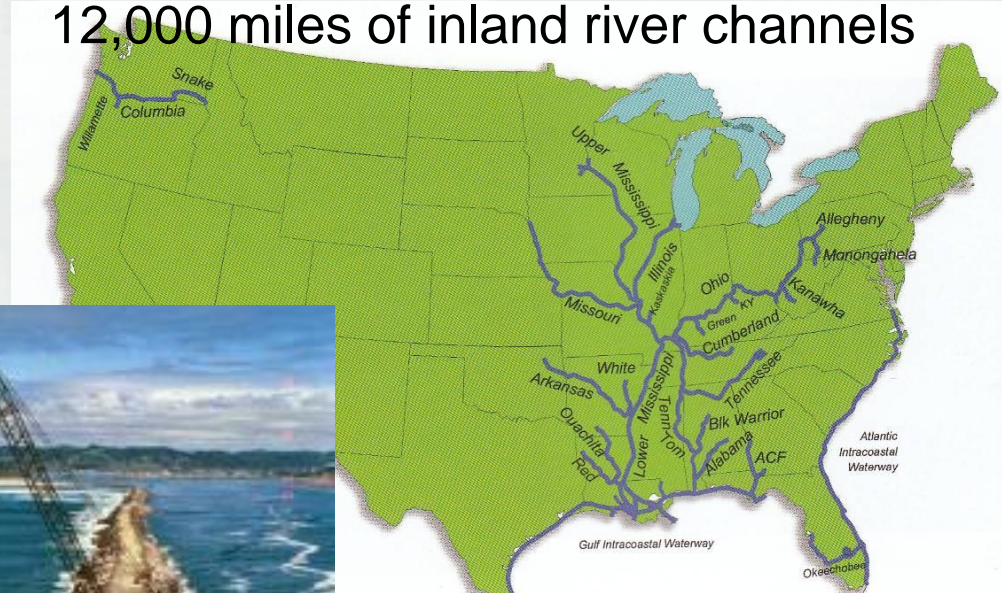 12,000 miles of inland river channels
Snake
Columbia
Willamette
Upper Mississippi
Illinois
Kaskaskia
Missouri
Allegheny
Monongahela
Ohio
KY
Kanawha
Green
Cumberland
White
Arkansas
Lower Mississippi
Tennessee
Tenn Tom
Blk Warrior
Ouachita
Alabama
ACF
Red
Atlantic
Intracoastal
Waterway
Gulf Intracoastal Waterway
Okeechobee